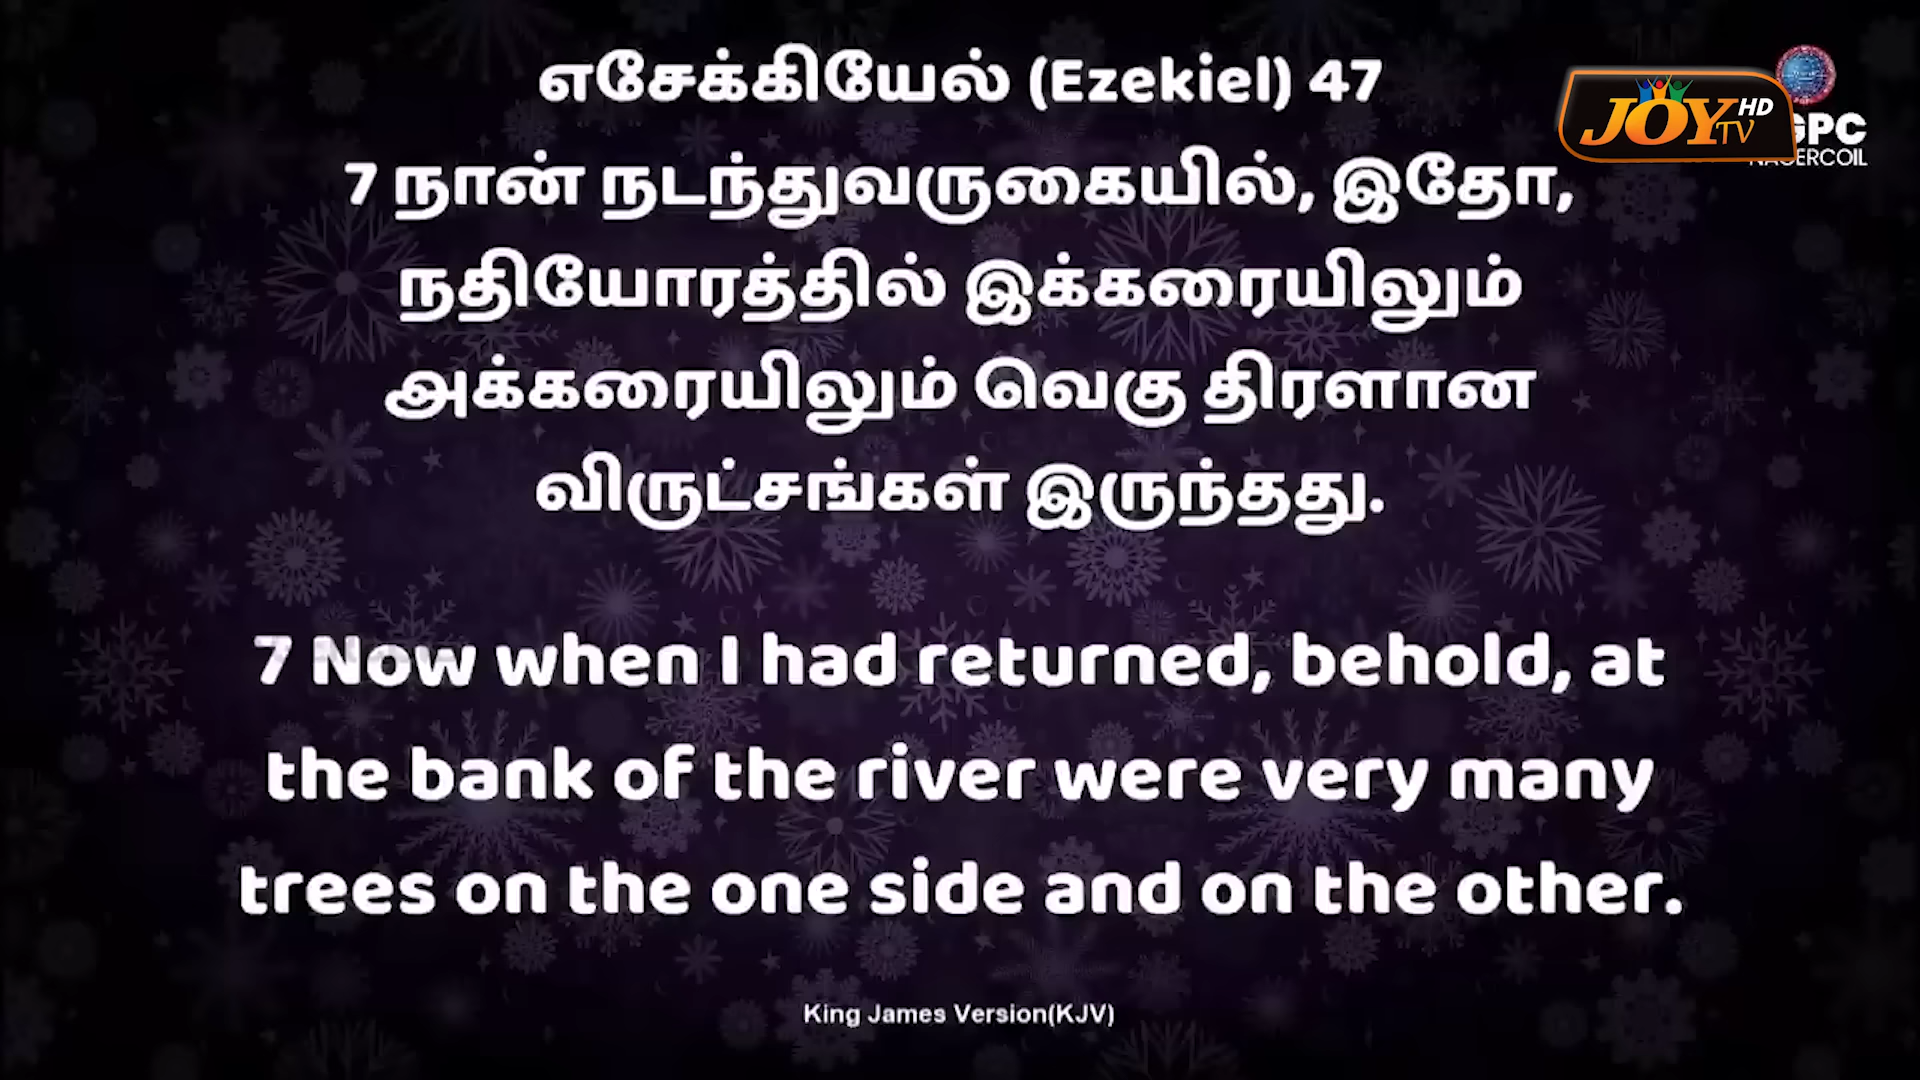 எசேக்கியேல் (Ezekiel) 47
JOY TV HD
GPC
NAGERCOIL
7 நான் நடந்துவருகையில், இதோ,
நதியோரத்தில் இக்கரையிலும்
அக்கரையிலும் வெகு திரளான
விருட்சங்கள் இருந்தது.
7 Now when I had returned, behold, at
the bank of the river were very many
trees on the one side and on the other.
King James Version(KJV)